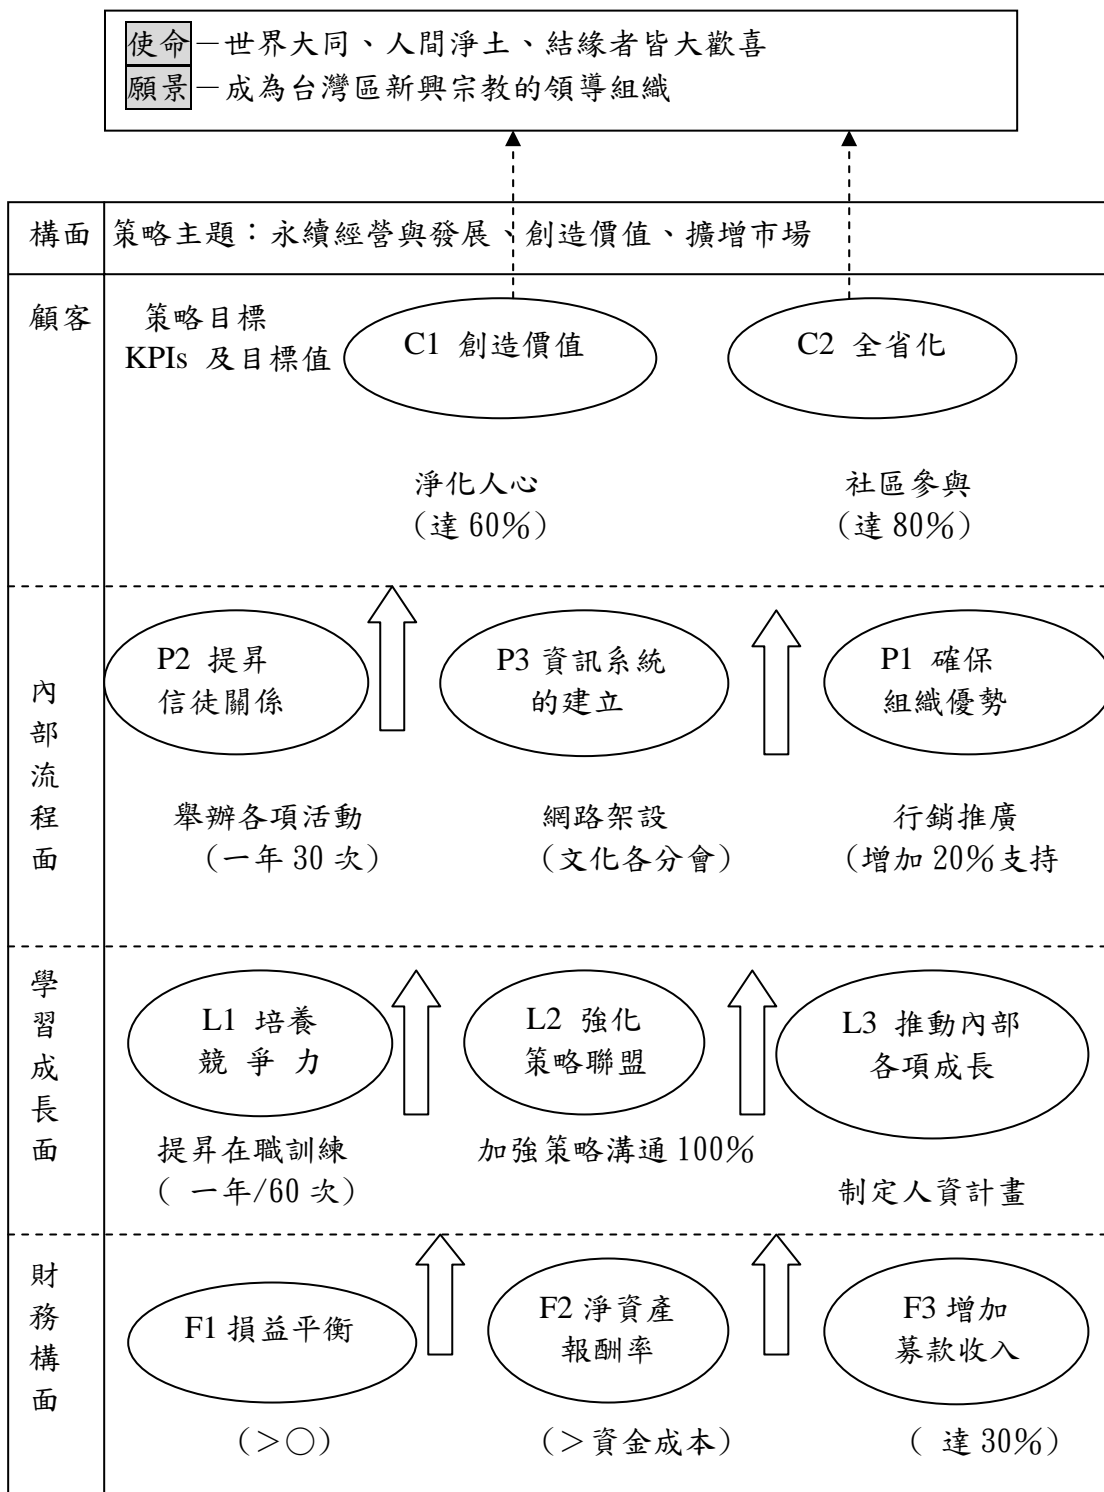 使命－世界大同、人間淨土、結緣者皆大歡喜
願景－成為台灣區新興宗教的領導組織
構面 策略主題：永續經營與發展、創造價值、擴增市場
顧客
策略目標
KPIs 及目標值
C1 創造價值
C2 全省化
淨化人心
（達 60%）
社區參與
（達 80%）
內部流程面
P2 提昇
信徒關係
P3 資訊系統
的建立
P1 確保
組織優勢
舉辦各項活動
（一年 30 次）
網路架設
（文化各分會）
行銷推廣
（增加 20%支持
學習成長面
L1 培養
競 爭 力
L2 強化
策略聯盟
L3 推動內部
各項成長
提昇在職訓練
（ 一年/60 次）
加強策略溝通 100%
制定人資計畫
財務構面
F1 損益平衡
F2 淨資產
報酬率
F3 增加
募款收入
（＞○）
（＞資金成本）
（ 達 30%）